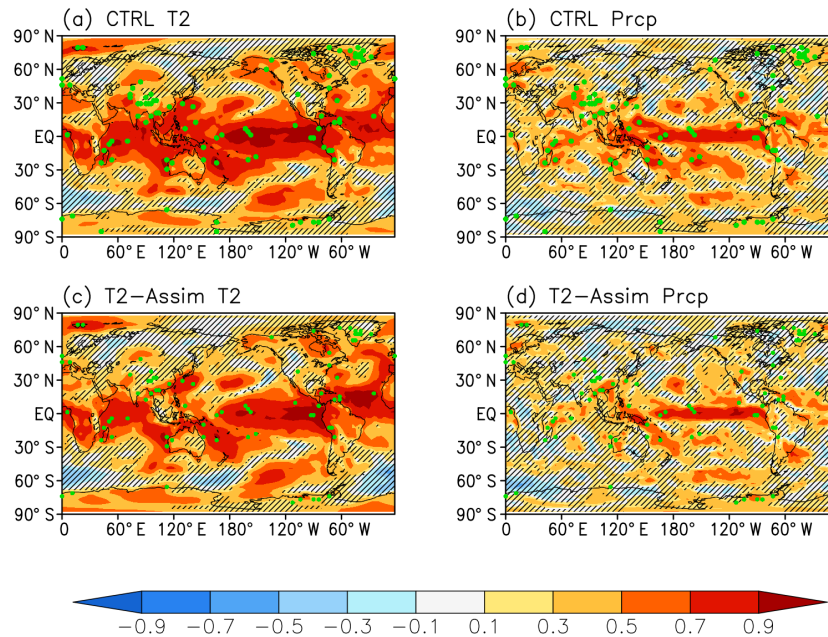 (a) CTRL T2
(b) CTRL Prcp
90° N
60° N
30° N
EQ
30° S
60° S
90° S
0 60° E 120° E 180° 120° W 60° W
90° N
60° N
30° N
EQ
30° S
60° S
90° S
0 60° E 120° E 180° 120° W 60° W
(c) T2−Assim T2
(d) T2−Assim Prcp
90° N
60° N
30° N
EQ
30° S
60° S
90° S
0 60° E 120° E 180° 120° W 60° W
90° N
60° N
30° N
EQ
30° S
60° S
90° S
0 60° E 120° E 180° 120° W 60° W
−0.9 −0.7 −0.5 −0.3 −0.1 0.1 0.3 0.5 0.7 0.9